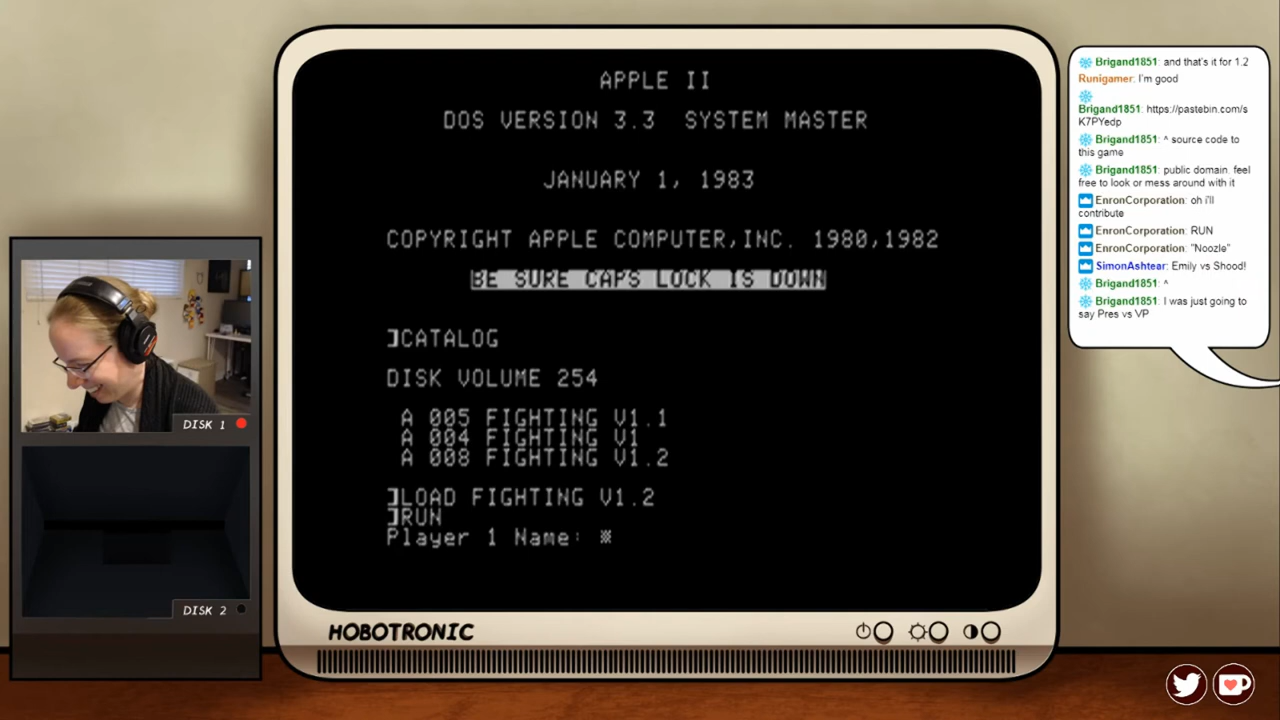 APPLE II
DOS VERSION 3.3 SYSTEM MASTER
JANUARY 1, 1983
COPYRIGHT APPLE COMPUTER,INC. 1980,1982
BE SURE CAPS LOCK IS DOWN
]CATALOG
DISK VOLUME 254
A 005 FIGHTING V1.1
A 004 FIGHTING V1
A 008 FIGHTING V1.2
]LOAD FIGHTING V1.2
]RUN
Player 1 Name:
HOBOTRONIC
DISK 1
DISK 2
Brigand1851: and that's it for 1.2
Runigamer: I'm good
Brigand1851: https://pastebin.com/s
K7PYedp
Brigand1851: ^ source code to
this game
Brigand1851: public domain. feel
free to look or mess around with it
EnronCorporation: oh i'll
contribute
EnronCorporation: RUN
EnronCorporation: "Noozle"
SimonAshtear: Emily vs Shood!
Brigand1851: ^
Brigand1851: I was just going to
say Pres vs VP